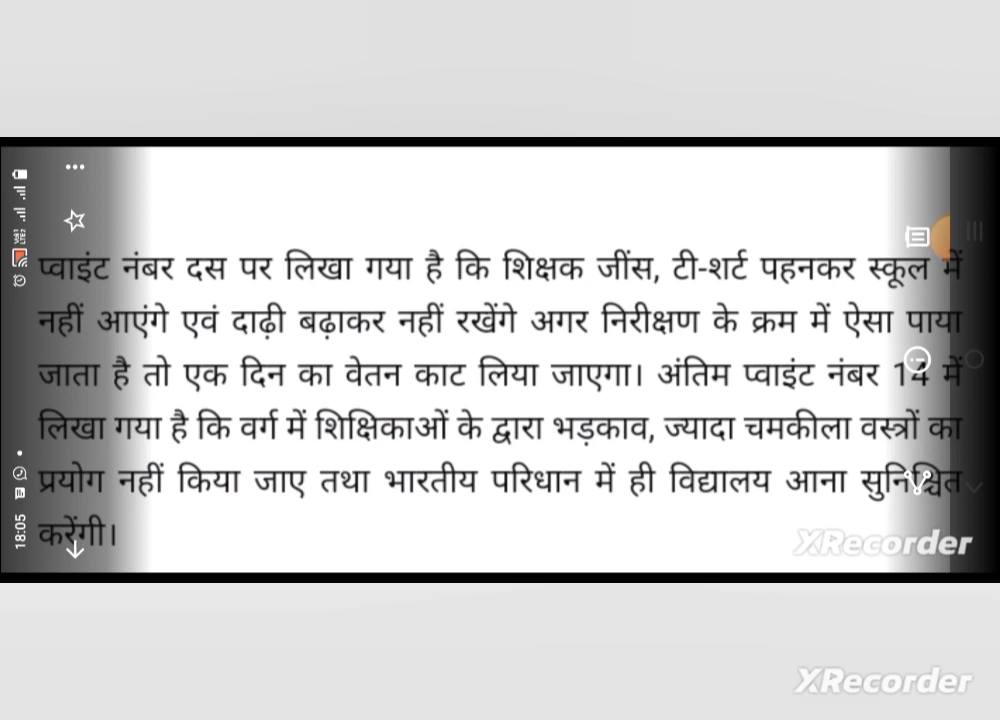 प्वाइंट नंबर दस पर लिखा गया है कि शिक्षक जींस, टी-शर्ट पहनकर स्कूल में
नहीं आएंगे एवं दाढ़ी बढ़ाकर नहीं रखेंगे अगर निरीक्षण के क्रम में ऐसा पाया
जाता है तो एक दिन का वेतन काट लिया जाएगा। अंतिम प्वाइंट नंबर 14 में
लिखा गया है कि वर्ग में शिक्षिकाओं के द्वारा भड़काव, ज्यादा चमकीला वस्त्रों का
प्रयोग नहीं किया जाए तथा भारतीय परिधान में ही विद्यालय आना सुनिश्चित
करेंगी।
18:05
XRecorder
XRecorder